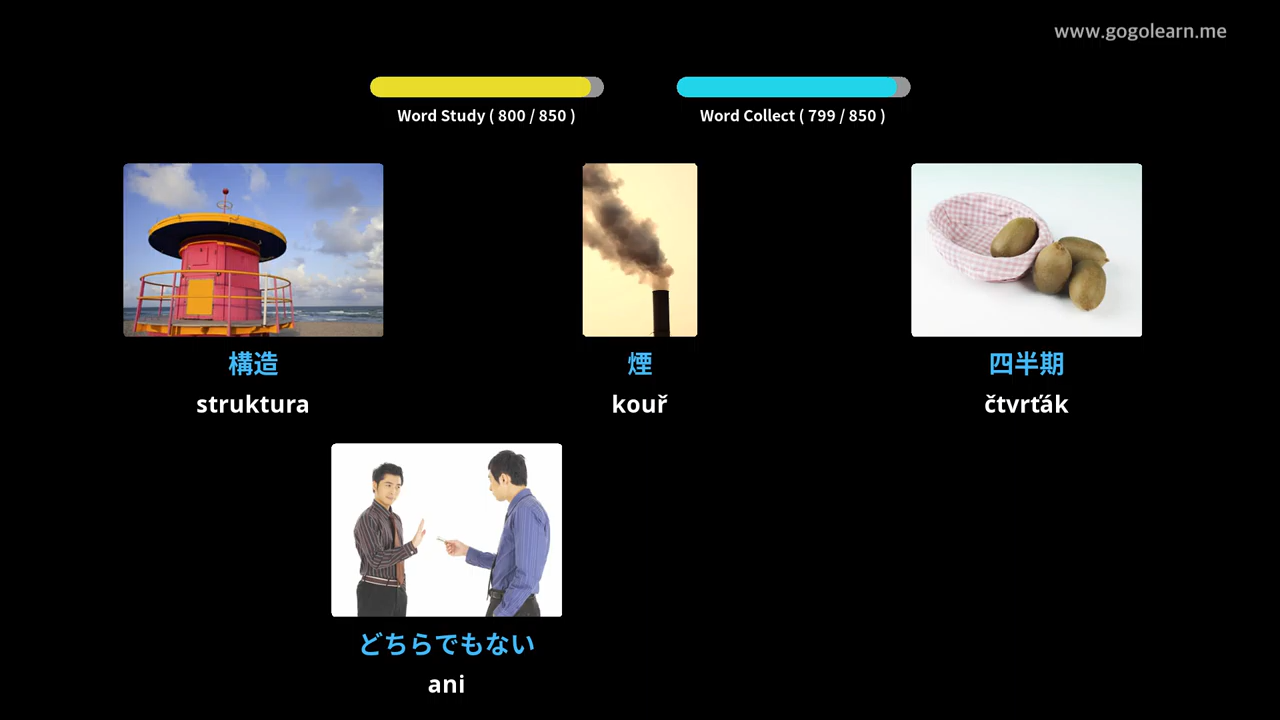 www.gogolearn.me
Word Study ( 800 / 850 )
Word Collect ( 799 / 850 )
構造
struktura
煙
kouř
四半期
čtvrťák
どちらでもない
ani